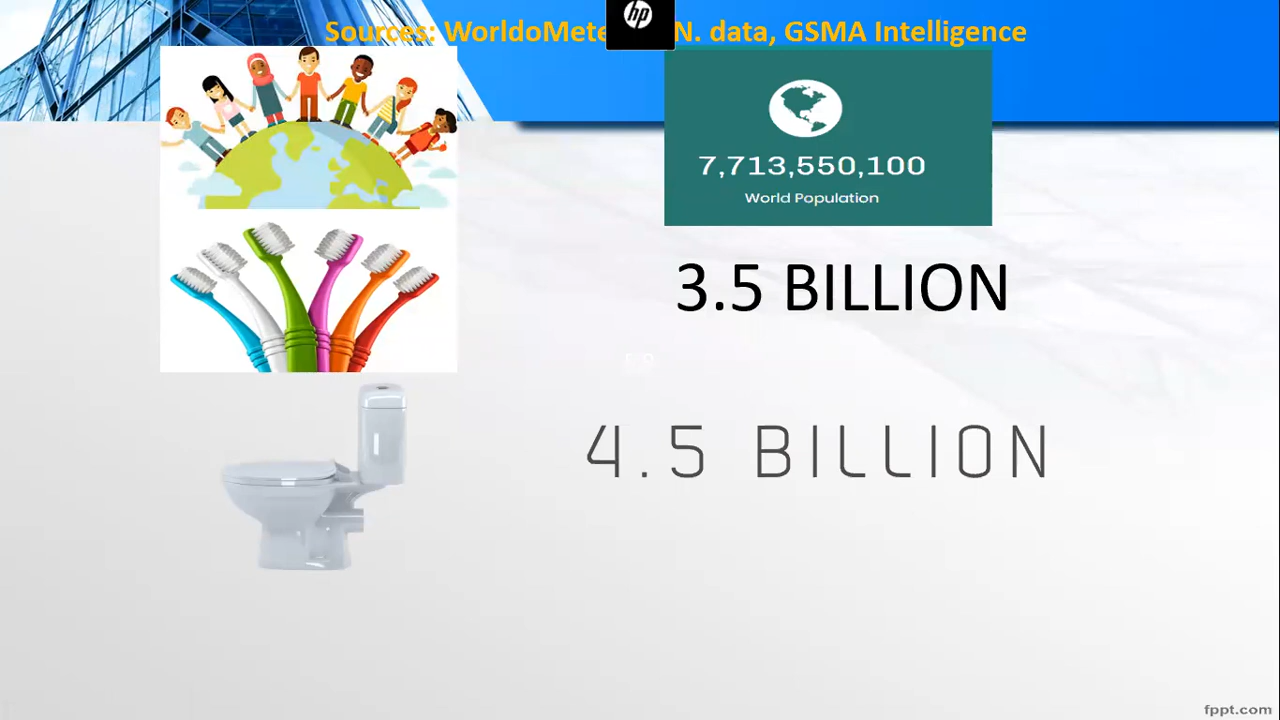 Sources: WorldoMete N. data, GSMA Intelligence
hp
7,713,550,100
World Population
3.5 BILLION
4.5 BILLION
fppt.com